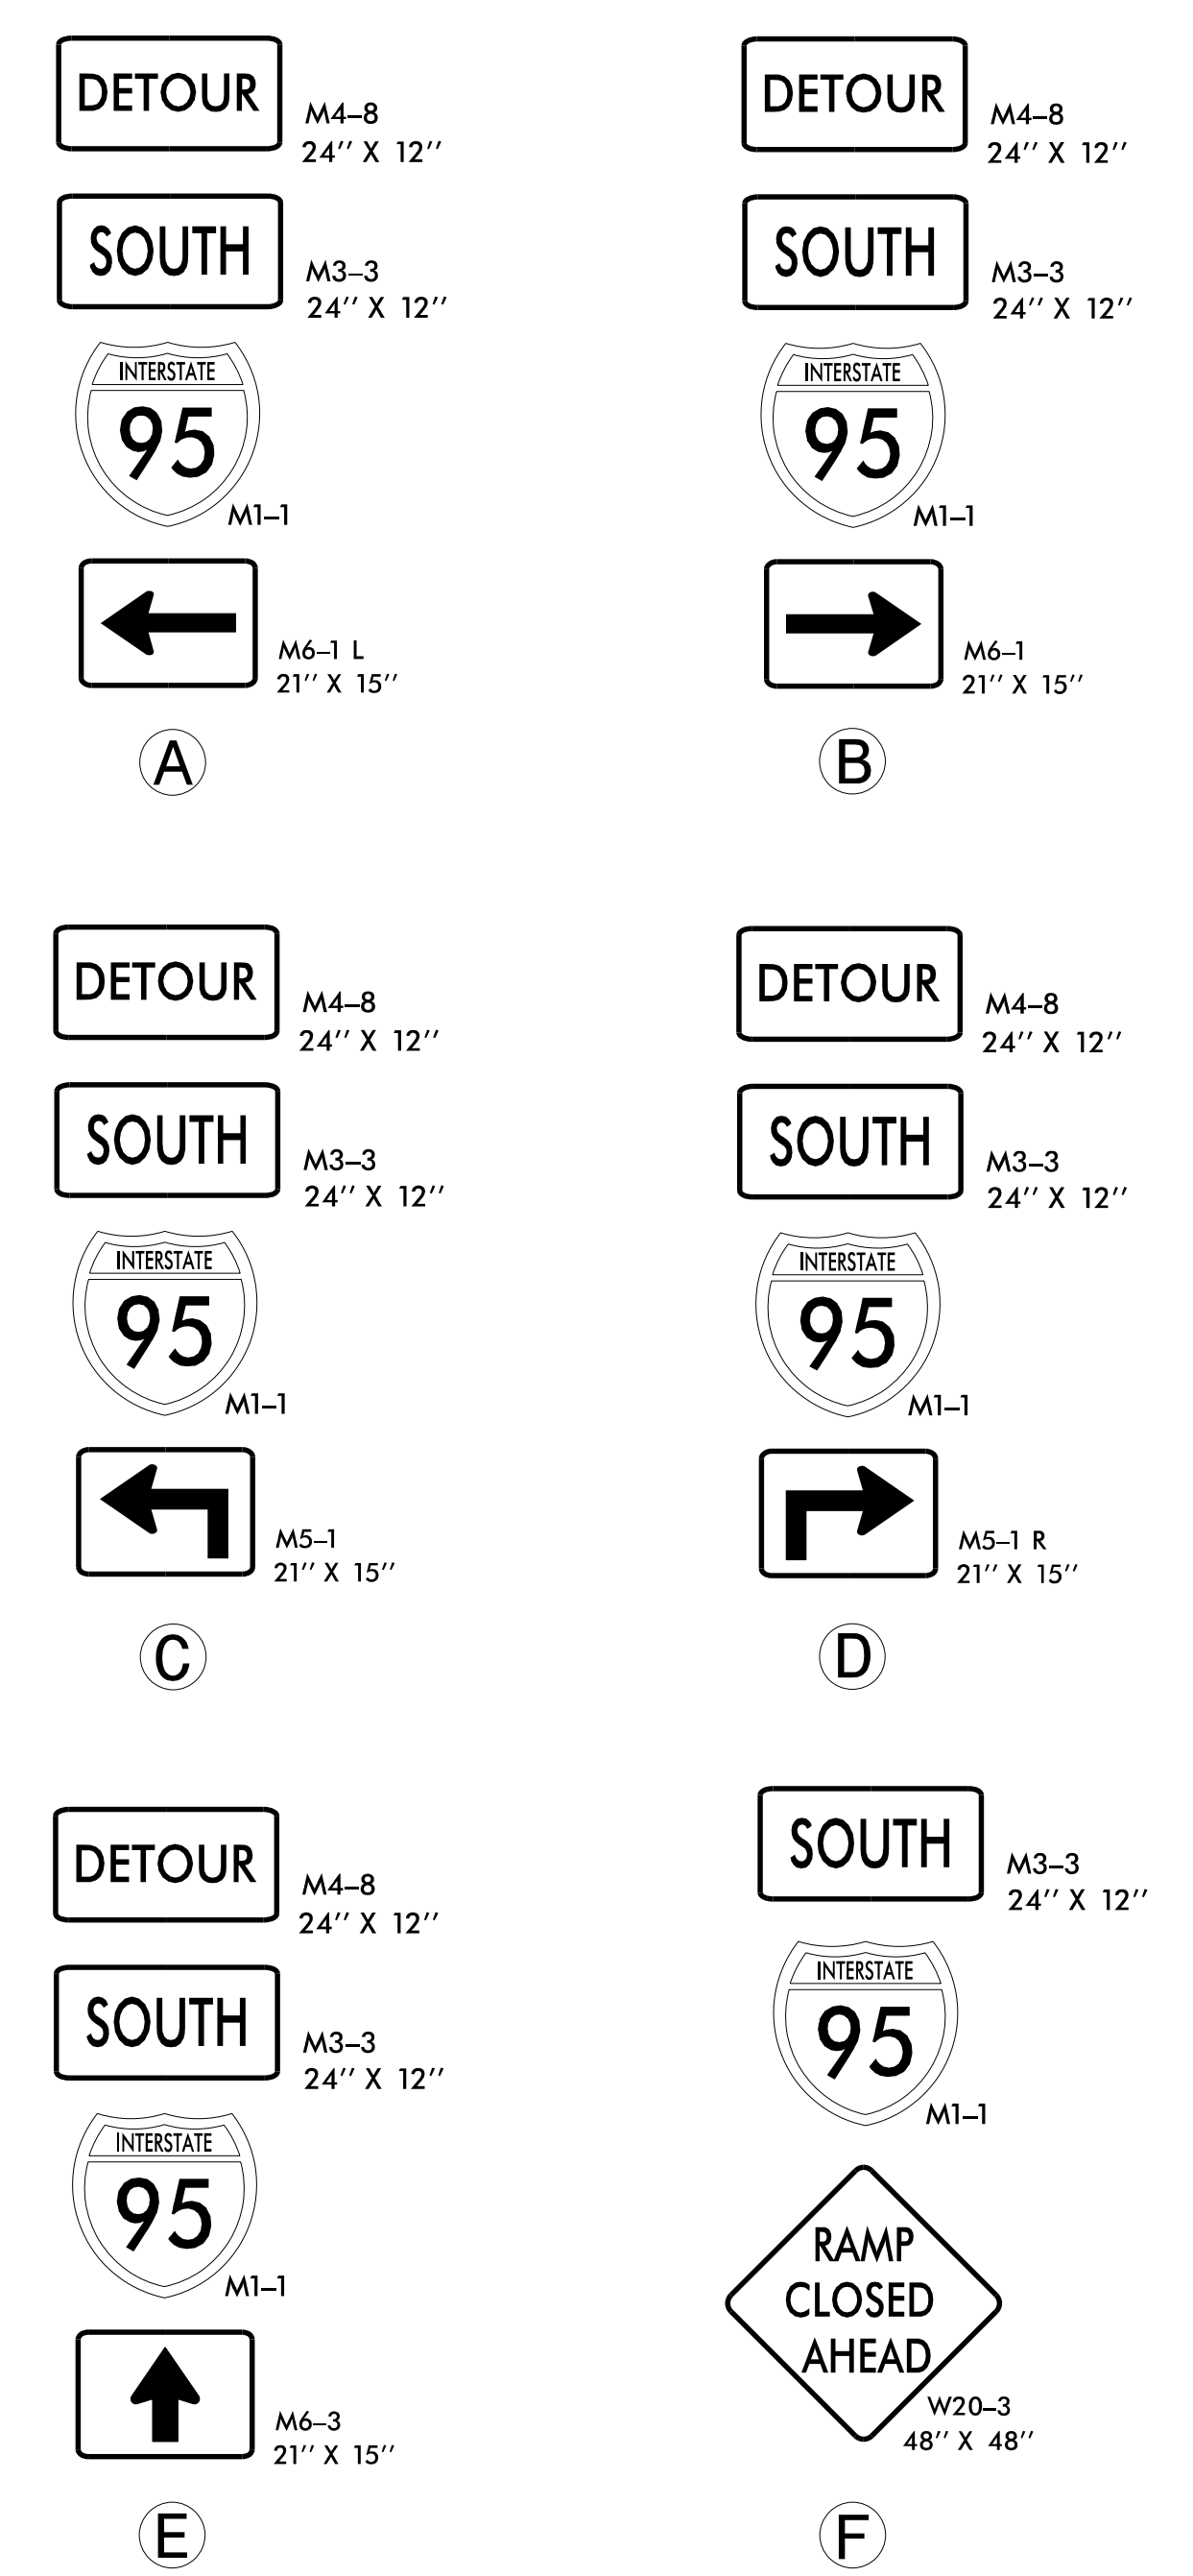 DETOUR
M4–8
24'' X 12''
SOUTH
M3–3
24'' X 12''
INTERSTATE
95
M1–1
M6–1 L
21'' X 15''
A
DETOUR
M4–8
24'' X 12''
SOUTH
M3–3
24'' X 12''
INTERSTATE
95
M1–1
M6–1
21'' X 15''
B
DETOUR
M4–8
24'' X 12''
SOUTH
M3–3
24'' X 12''
INTERSTATE
95
M1–1
M5–1
21'' X 15''
C
DETOUR
M4–8
24'' X 12''
SOUTH
M3–3
24'' X 12''
INTERSTATE
95
M1–1
M5–1 R
21'' X 15''
D
DETOUR
M4–8
24'' X 12''
SOUTH
M3–3
24'' X 12''
INTERSTATE
95
M1–1
M6–3
21'' X 15''
E
SOUTH
M3–3
24'' X 12''
INTERSTATE
95
M1–1
RAMP
CLOSED
AHEAD
W20–3
48'' X 48''
F